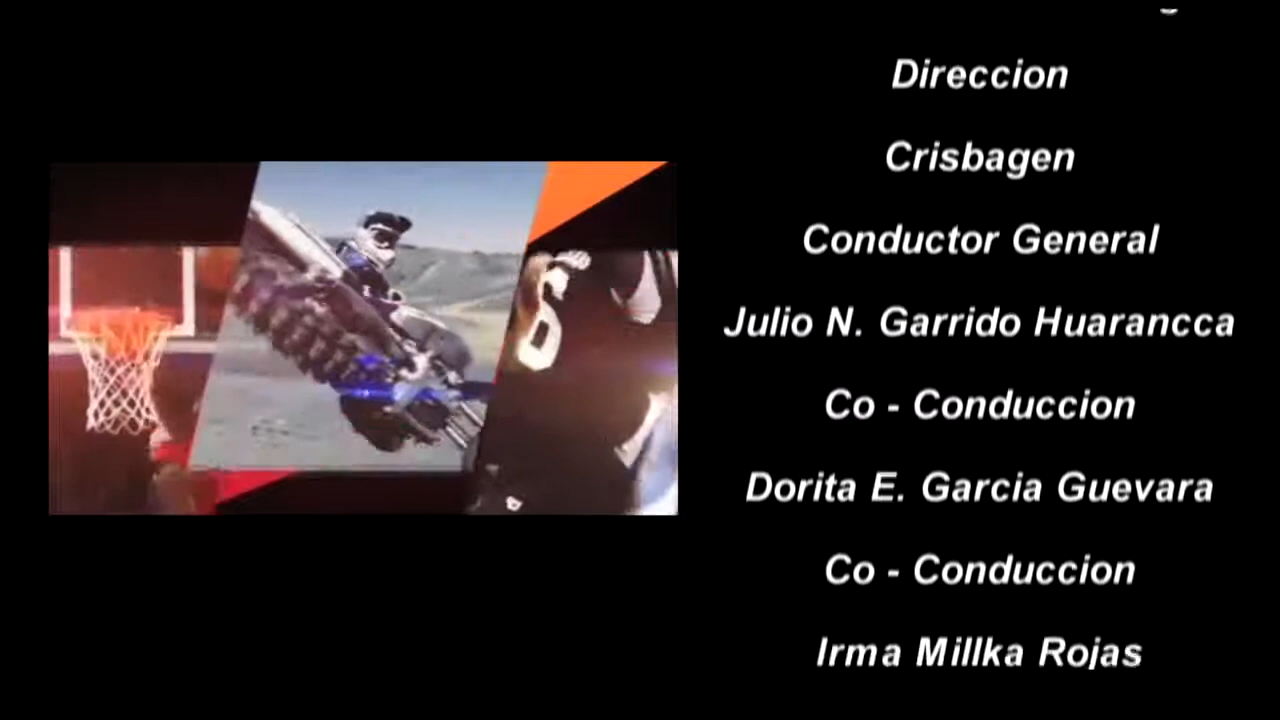 Direccion
Crisbagen
Conductor General
Julio N. Garrido Huarancca
Co - Conduccion
Dorita E. Garcia Guevara
Co - Conduccion
Irma Millka Rojas